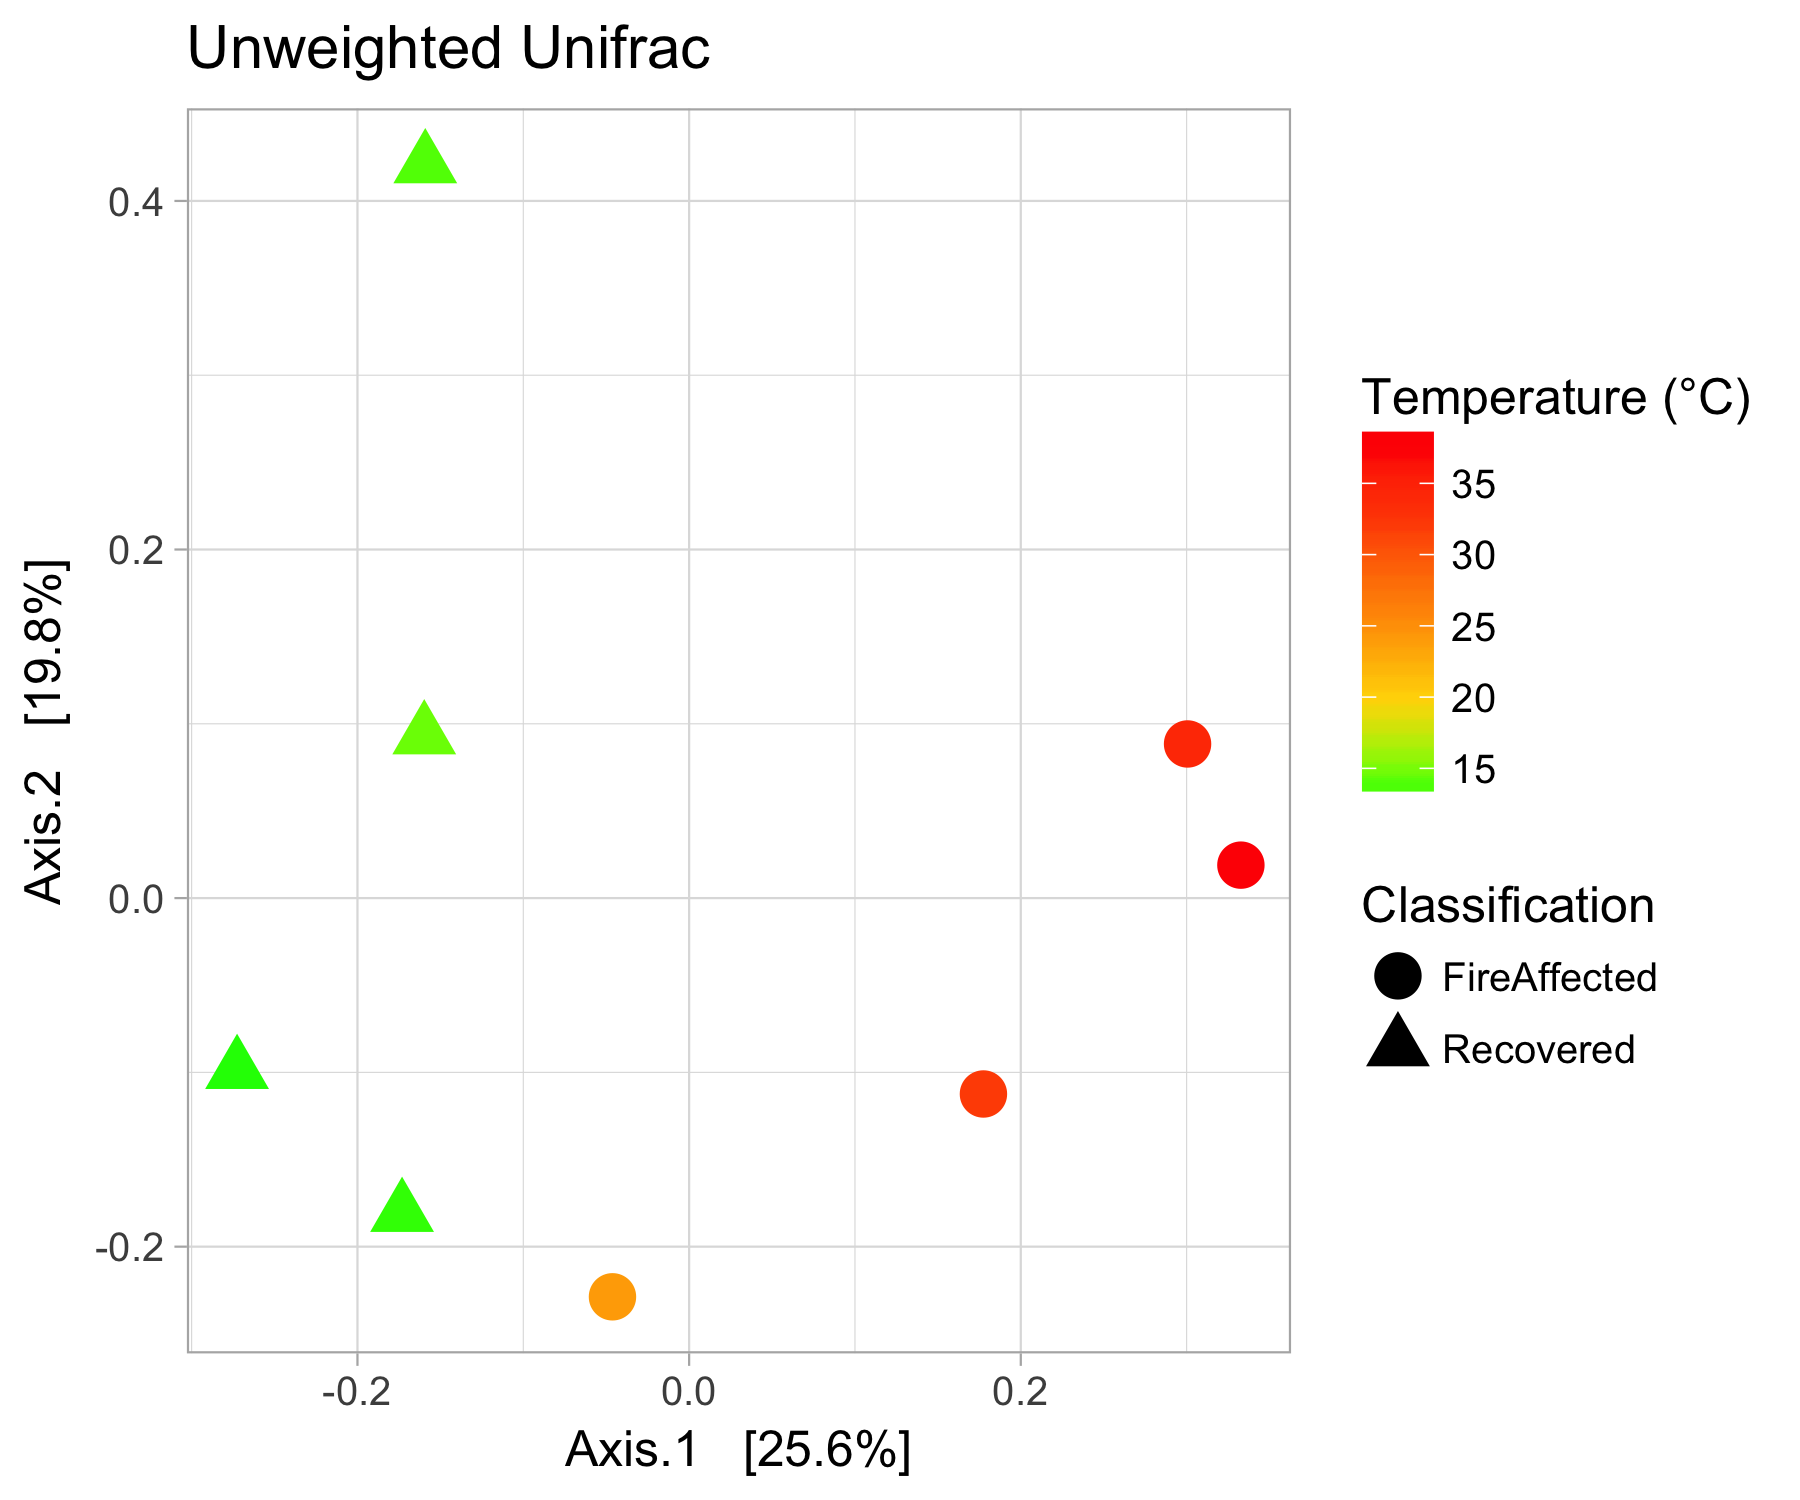 Unweighted Unifrac
0.4
0.2
0.0
-0.2
Axis.2   [19.8%]
-0.2
0.0
0.2
Axis.1   [25.6%]
Temperature (°C)
35
30
25
20
15
Classification
FireAffected
Recovered